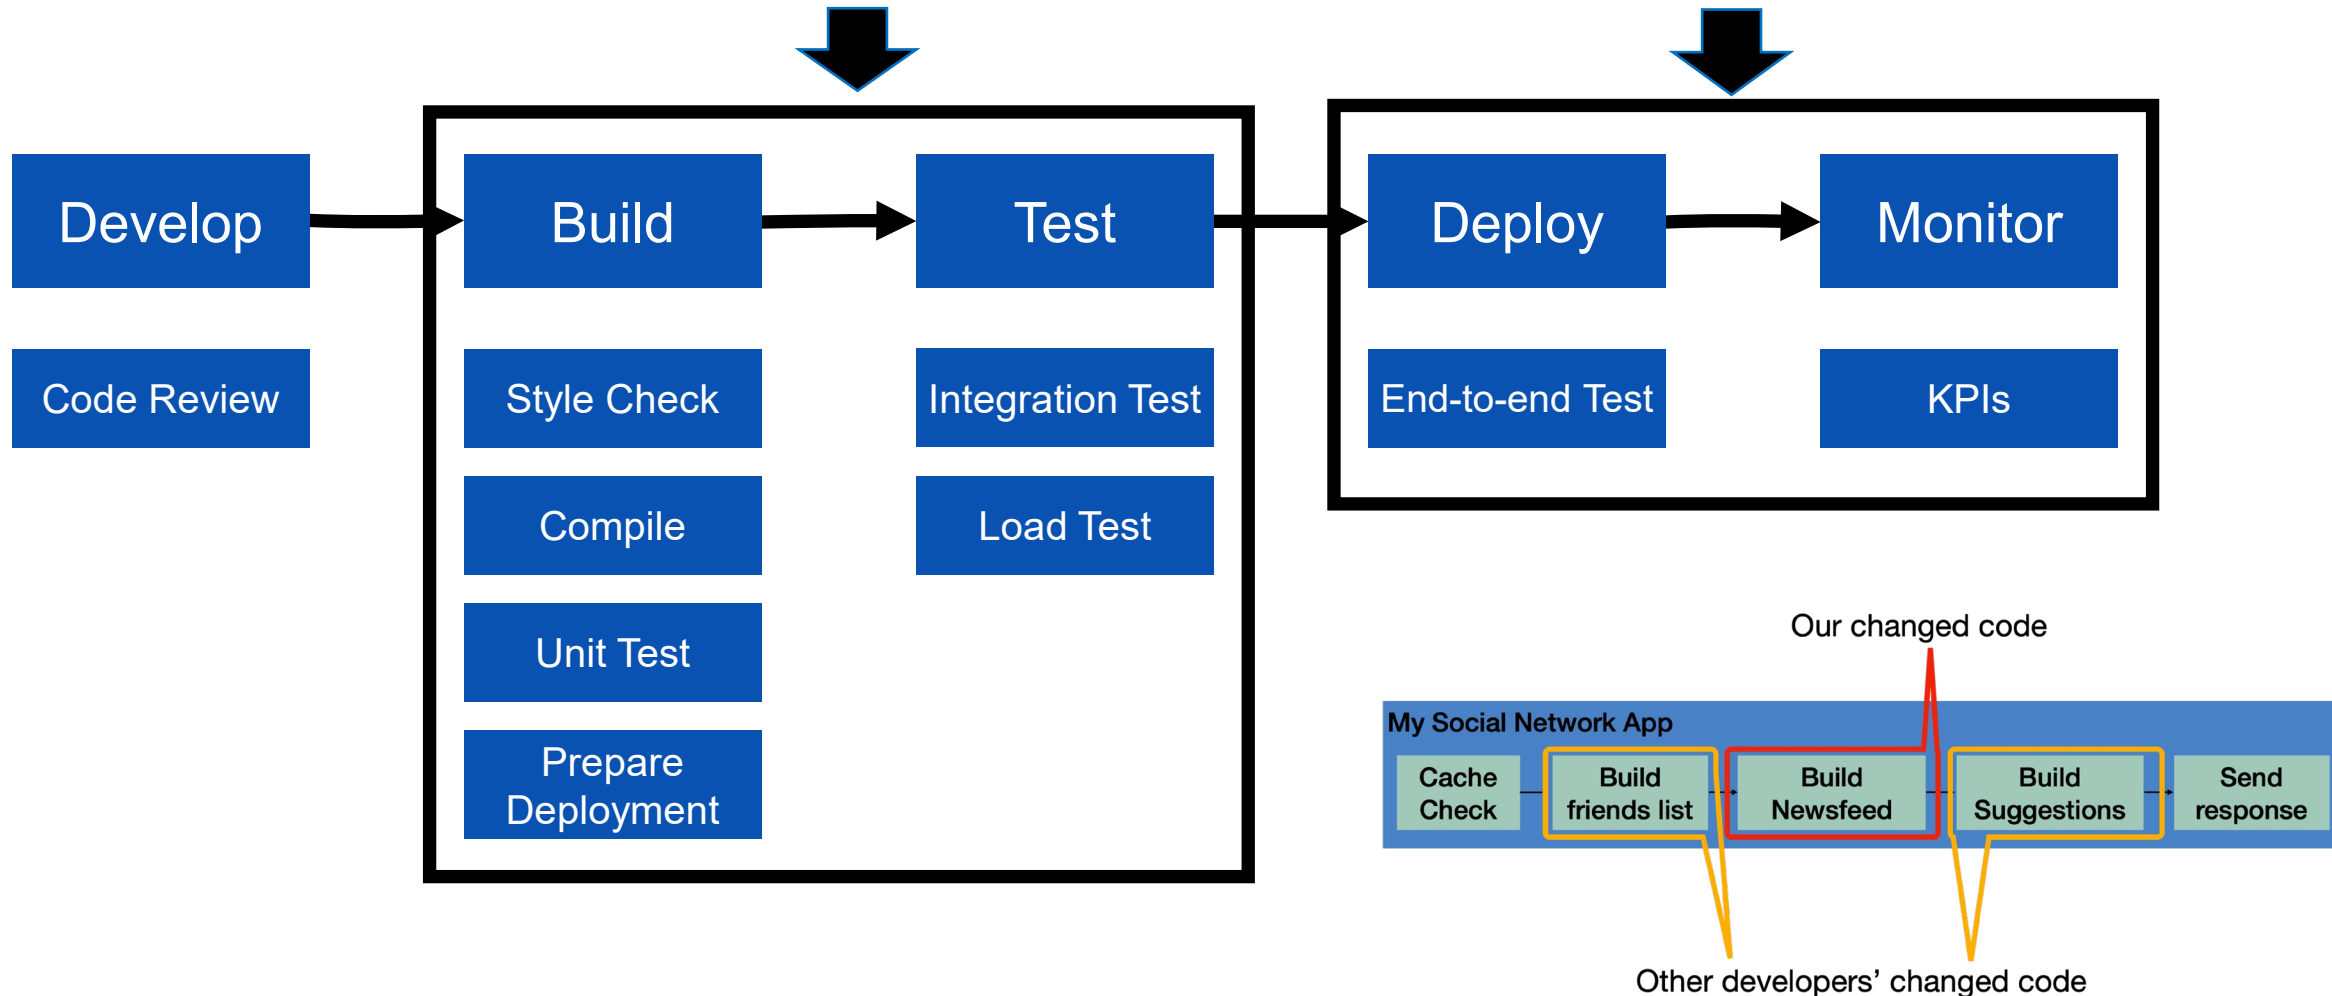 Develop
Build
Test
Deploy
Monitor
Code Review
Style Check
Integration Test
End-to-end Test
KPIs
Compile
Load Test
Unit Test
Prepare
Deployment
Our changed code
My Social Network App
Cache
Check
Build
friends list
Build
Newsfeed
Build
Suggestions
Send
response
Other developers’ changed code